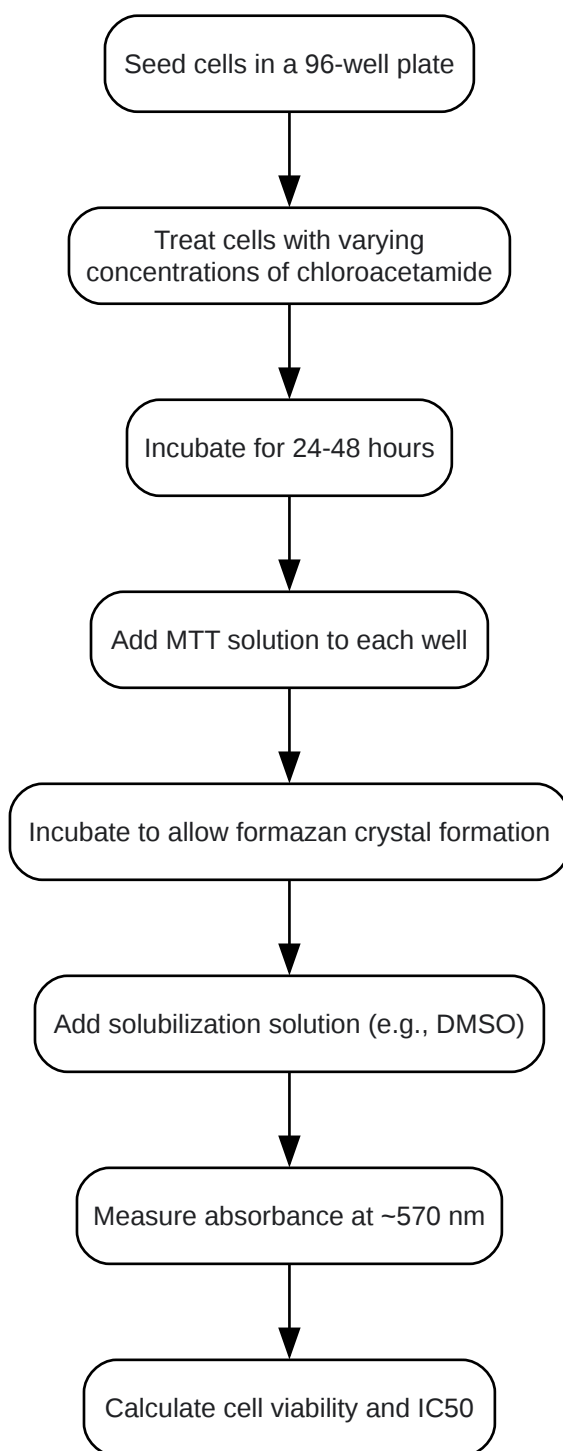 Seed cells in a 96-well plate
Treat cells with varying
concentrations of chloroacetamide
Incubate for 24-48 hours
Add MTT solution to each well
Incubate to allow formazan crystal formation
Add solubilization solution (e.g., DMSO)
Measure absorbance at ~570 nm
Calculate cell viability and IC50